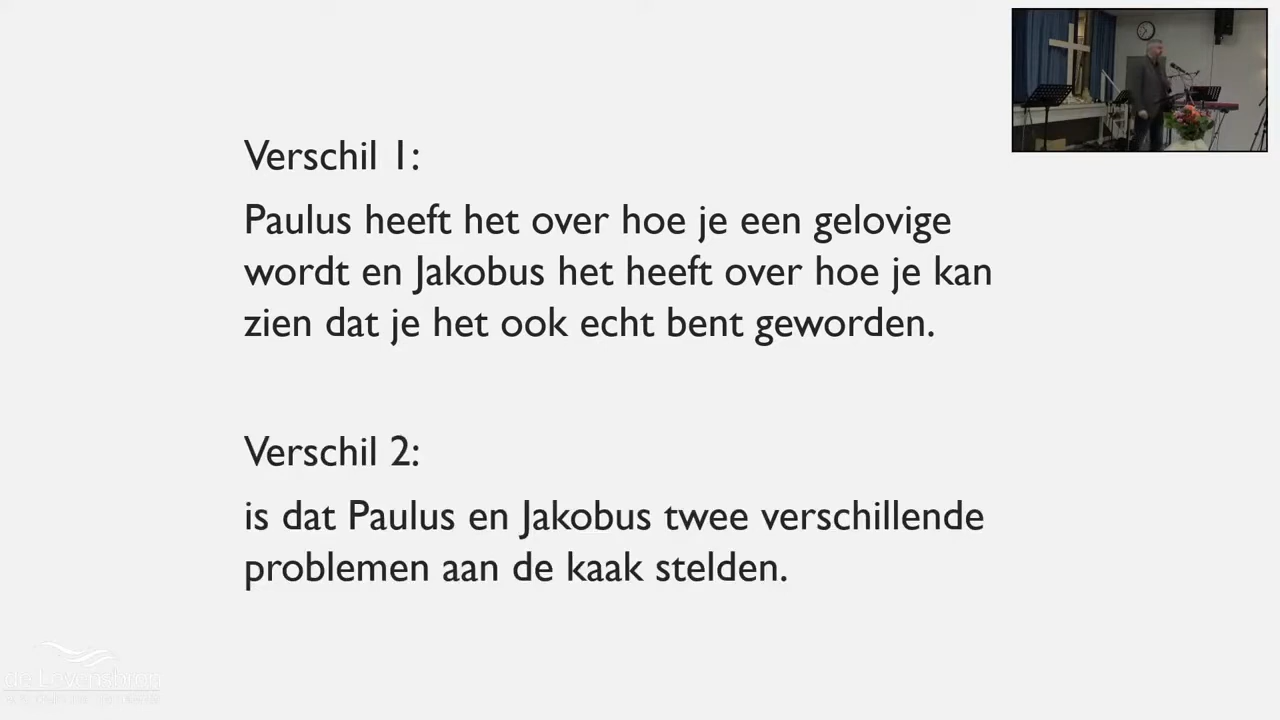 Verschil 1:
Paulus heeft het over hoe je een gelovige
wordt en Jakobus het heeft over hoe je kan
zien dat je het ook echt bent geworden.
Verschil 2:
is dat Paulus en Jakobus twee verschillende
problemen aan de kaak stelden.
de Levensbron